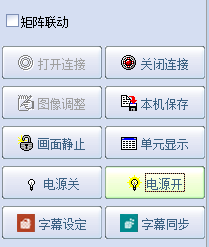 矩阵联动
打开连接 关闭连接
图像调整 本机保存
画面静止 单元显示
电源关 电源开
字幕设定 字幕同步